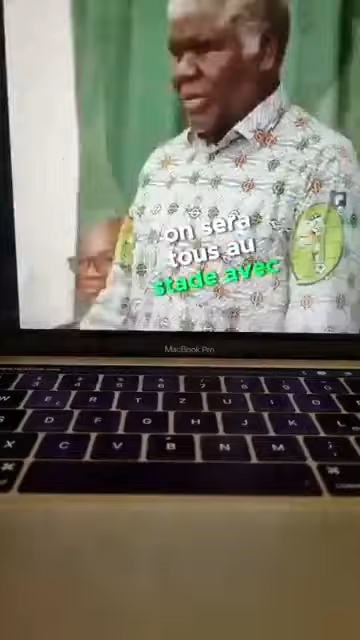 on sera
tous au
stade avec
MacBook Pro
E R T Z U I O
D F G H J K L
X C V B N M